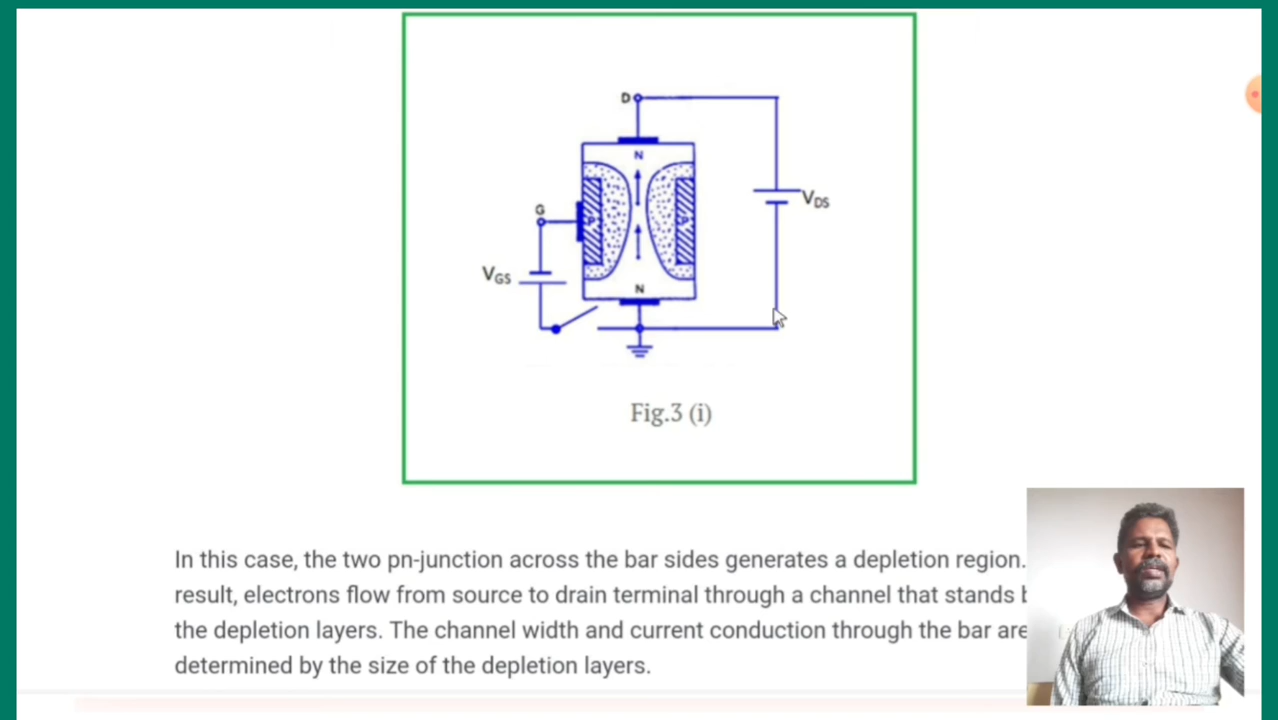 D
N
G
P
P
VDS
VGS
N
Fig.3 (i)
In this case, the two pn-junction across the bar sides generates a depletion region.
result, electrons flow from source to drain terminal through a channel that stands
the depletion layers. The channel width and current conduction through the bar are
determined by the size of the depletion layers.